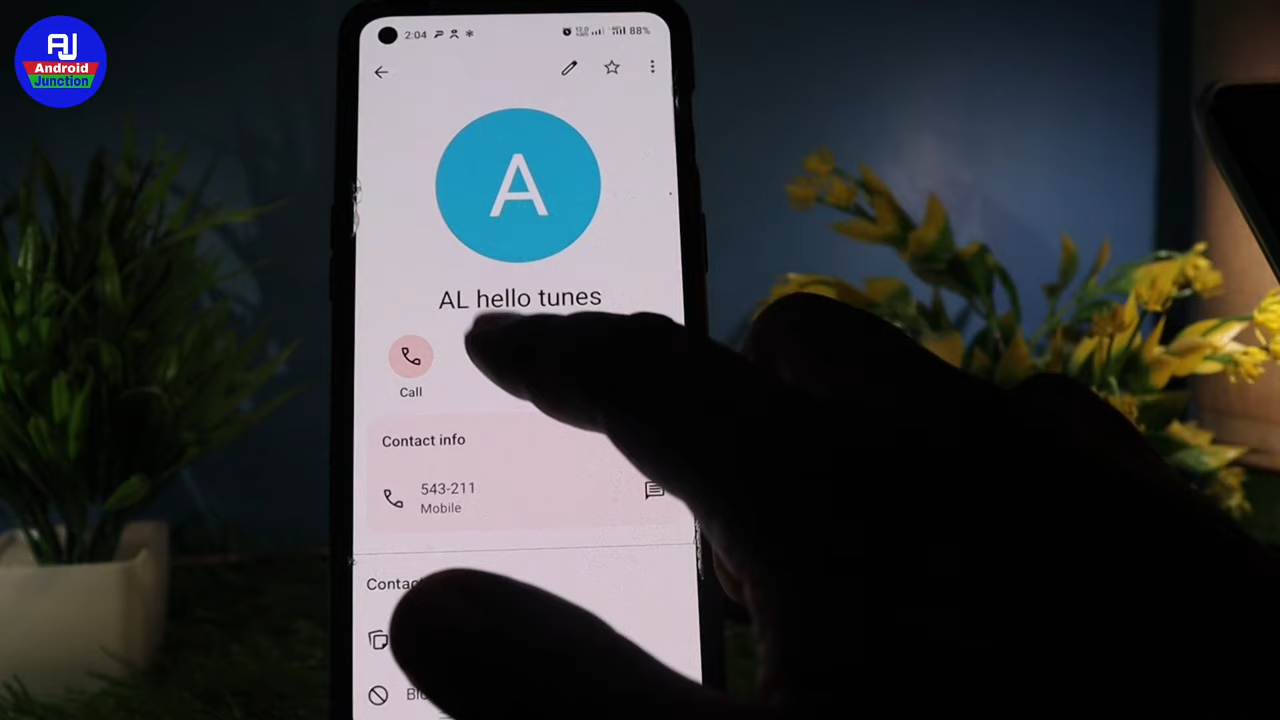 AJ
Android
Junction
2:04
88%
A
AL hello tunes
Call
Contact info
543-211
Mobile